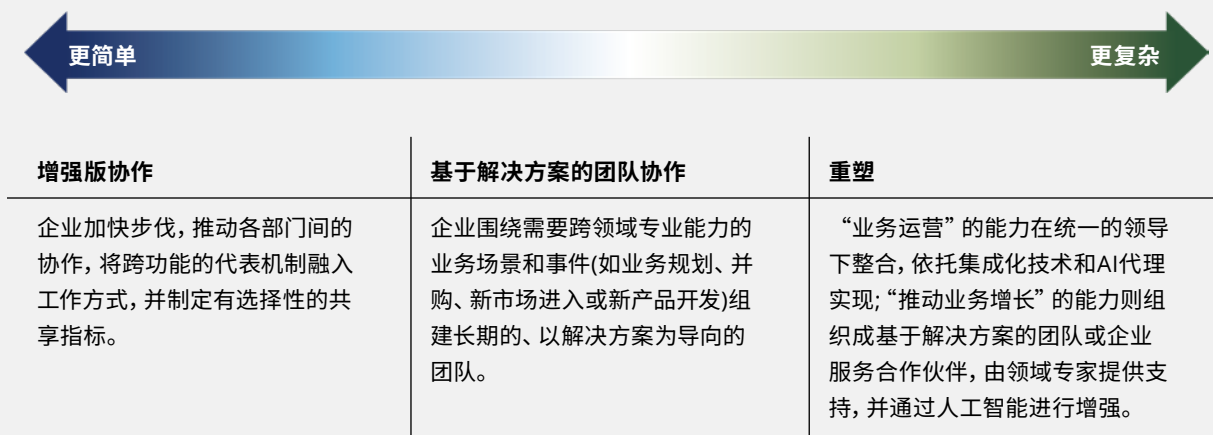 更简单
更复杂
增强版协作
企业加快步伐，推动各部门间的
协作，将跨功能的代表机制融入
工作方式，并制定有选择性的共
享指标。
基于解决方案的团队协作
企业围绕需要跨领域专业能力的
业务场景和事件(如业务规划、并
购、新市场进入或新产品开发)组
建长期的、以解决方案为导向的
团队。
重塑
“业务运营”的能力在统一的领导
下整合，依托集成化技术和AI代理
实现；“推动业务增长”的能力则组
织成基于解决方案的团队或企业
服务合作伙伴，由领域专家提供支
持，并通过人工智能进行增强。